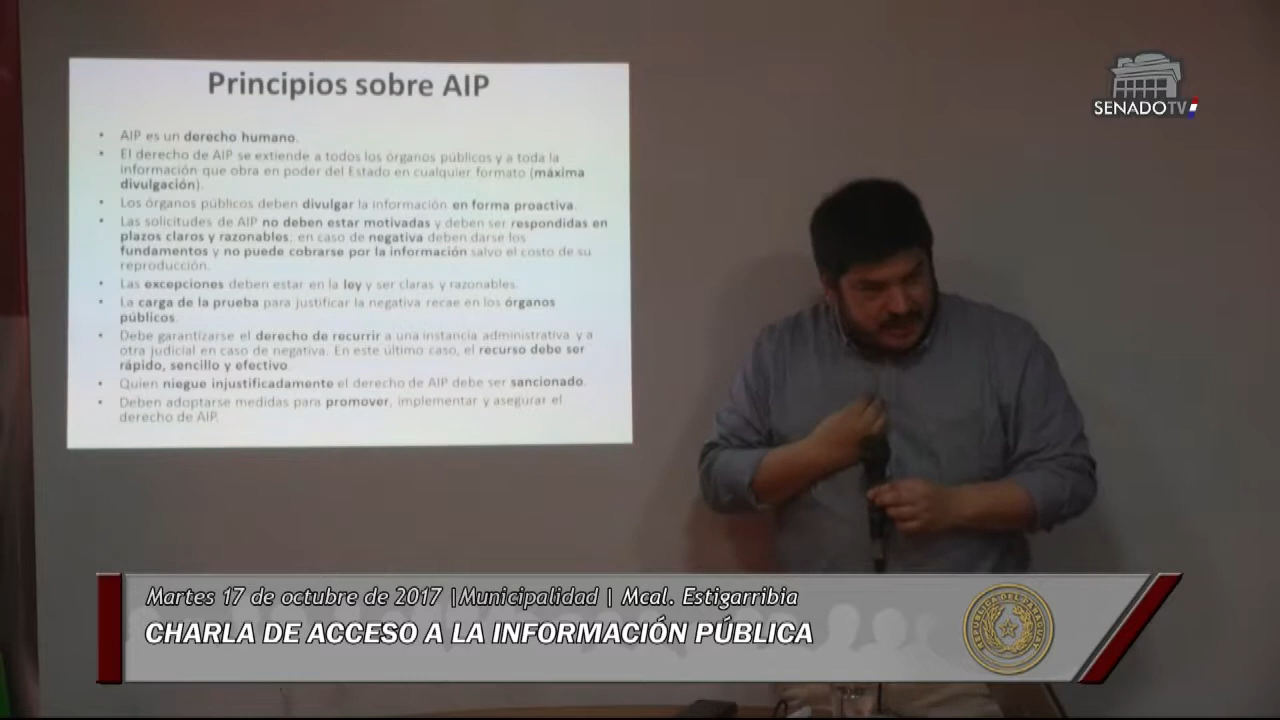 Principios sobre AIP
• AIP es un derecho humano.
• El derecho de AIP se extiende a todos los órganos públicos y a toda la
información que obra en poder del Estado en cualquier formato (máxima
divulgación).
• Los órganos públicos deben divulgar la información en forma proactiva.
• Las solicitudes de AIP no deben estar motivadas y deben ser respondidas en
plazos claros y razonables; en caso de negativa deben darse los
fundamentos y no puede cobrarse por la información salvo el costo de su
reproducción.
• Las excepciones deben estar en la ley y ser claras y razonables.
• La carga de la prueba para justificar la negativa recae en los órganos
públicos.
• Debe garantizarse el derecho de recurrir a una instancia administrativa y a
otra judicial en caso de negativa. En este último caso, el recurso debe ser
rápido, sencillo y efectivo.
• Quien niegue injustificadamente el derecho de AIP debe ser sancionado.
• Deben adoptarse medidas para promover, implementar y asegurar el
derecho de AIP.
SENADOTV
Martes 17 de octubre de 2017 |Municipalidad | Mcal. Estigarribia
CHARLA DE ACCESO A LA INFORMACIÓN PÚBLICA
REPUBLICA DEL PARAGUAY